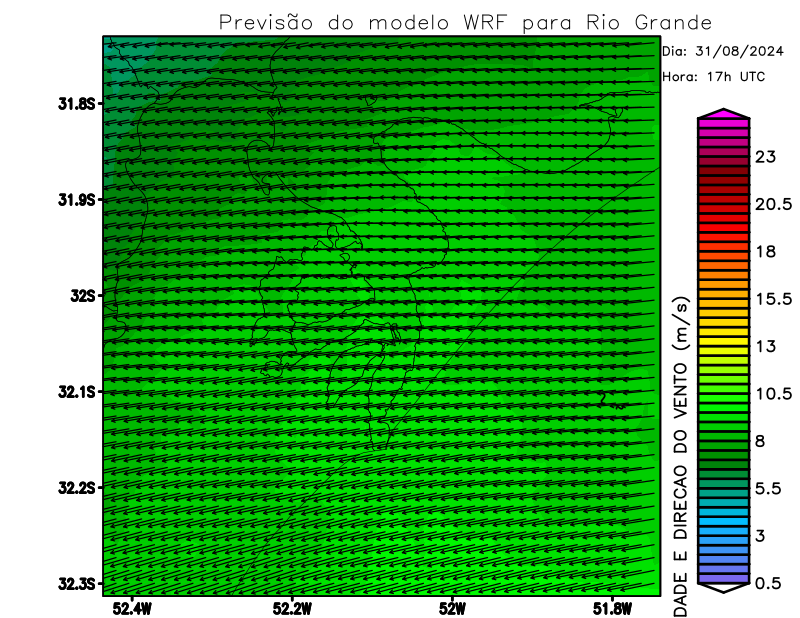 Previsão do modelo WRF para Rio Grande
Dia: 31/08/2024
Hora: 17h UTC
31.8S
31.9S
32S
32.1S
32.2S
32.3S
52.4W
52.2W
52W
51.8W
23
20.5
18
15.5
13
10.5
8
5.5
3
0.5
DADE E DIRECAO DO VENTO (m/s)